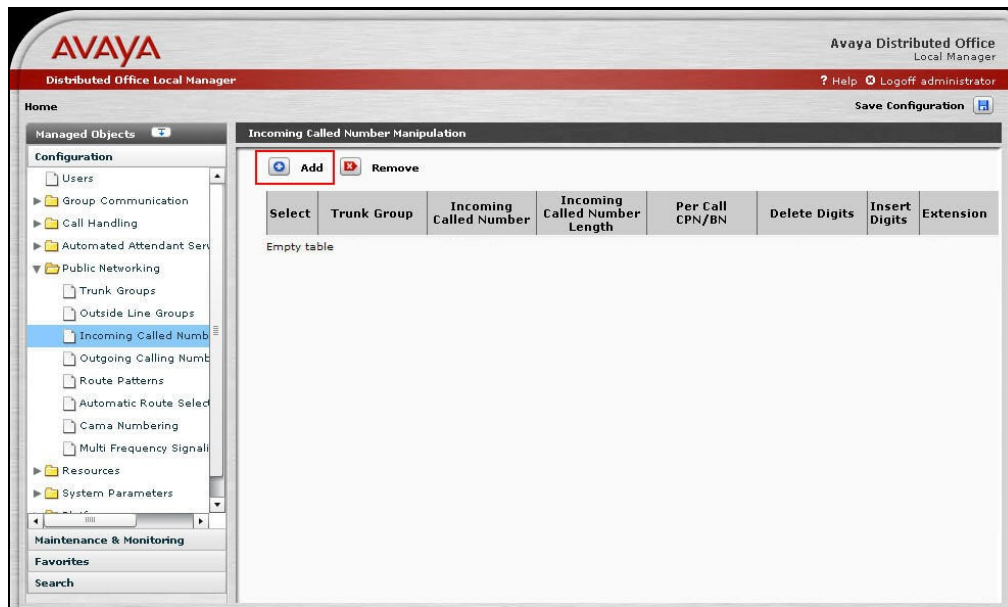 AVAYA
Avaya Distributed Office
Local Manager
Distributed Office Local Manager
? Help Logoff administrator
Home
Save Configuration
Managed Objects
Incoming Called Number Manipulation
Configuration
Add Remove
Users
Group Communication
Call Handling
Automated Attendant Serv
Public Networking
Trunk Groups
Outside Line Groups
Incoming Called Numb
Outgoing Calling Numb
Route Patterns
Automatic Route Select
Cama Numbering
Multi Frequency Signali
Resources
System Parameters
Maintenance & Monitoring
Favorites
Search
Select
Trunk Group
Incoming
Called Number
Incoming
Called Number
Length
Per Call
CPN/BN
Delete Digits
Insert
Digits
Extension
Empty table